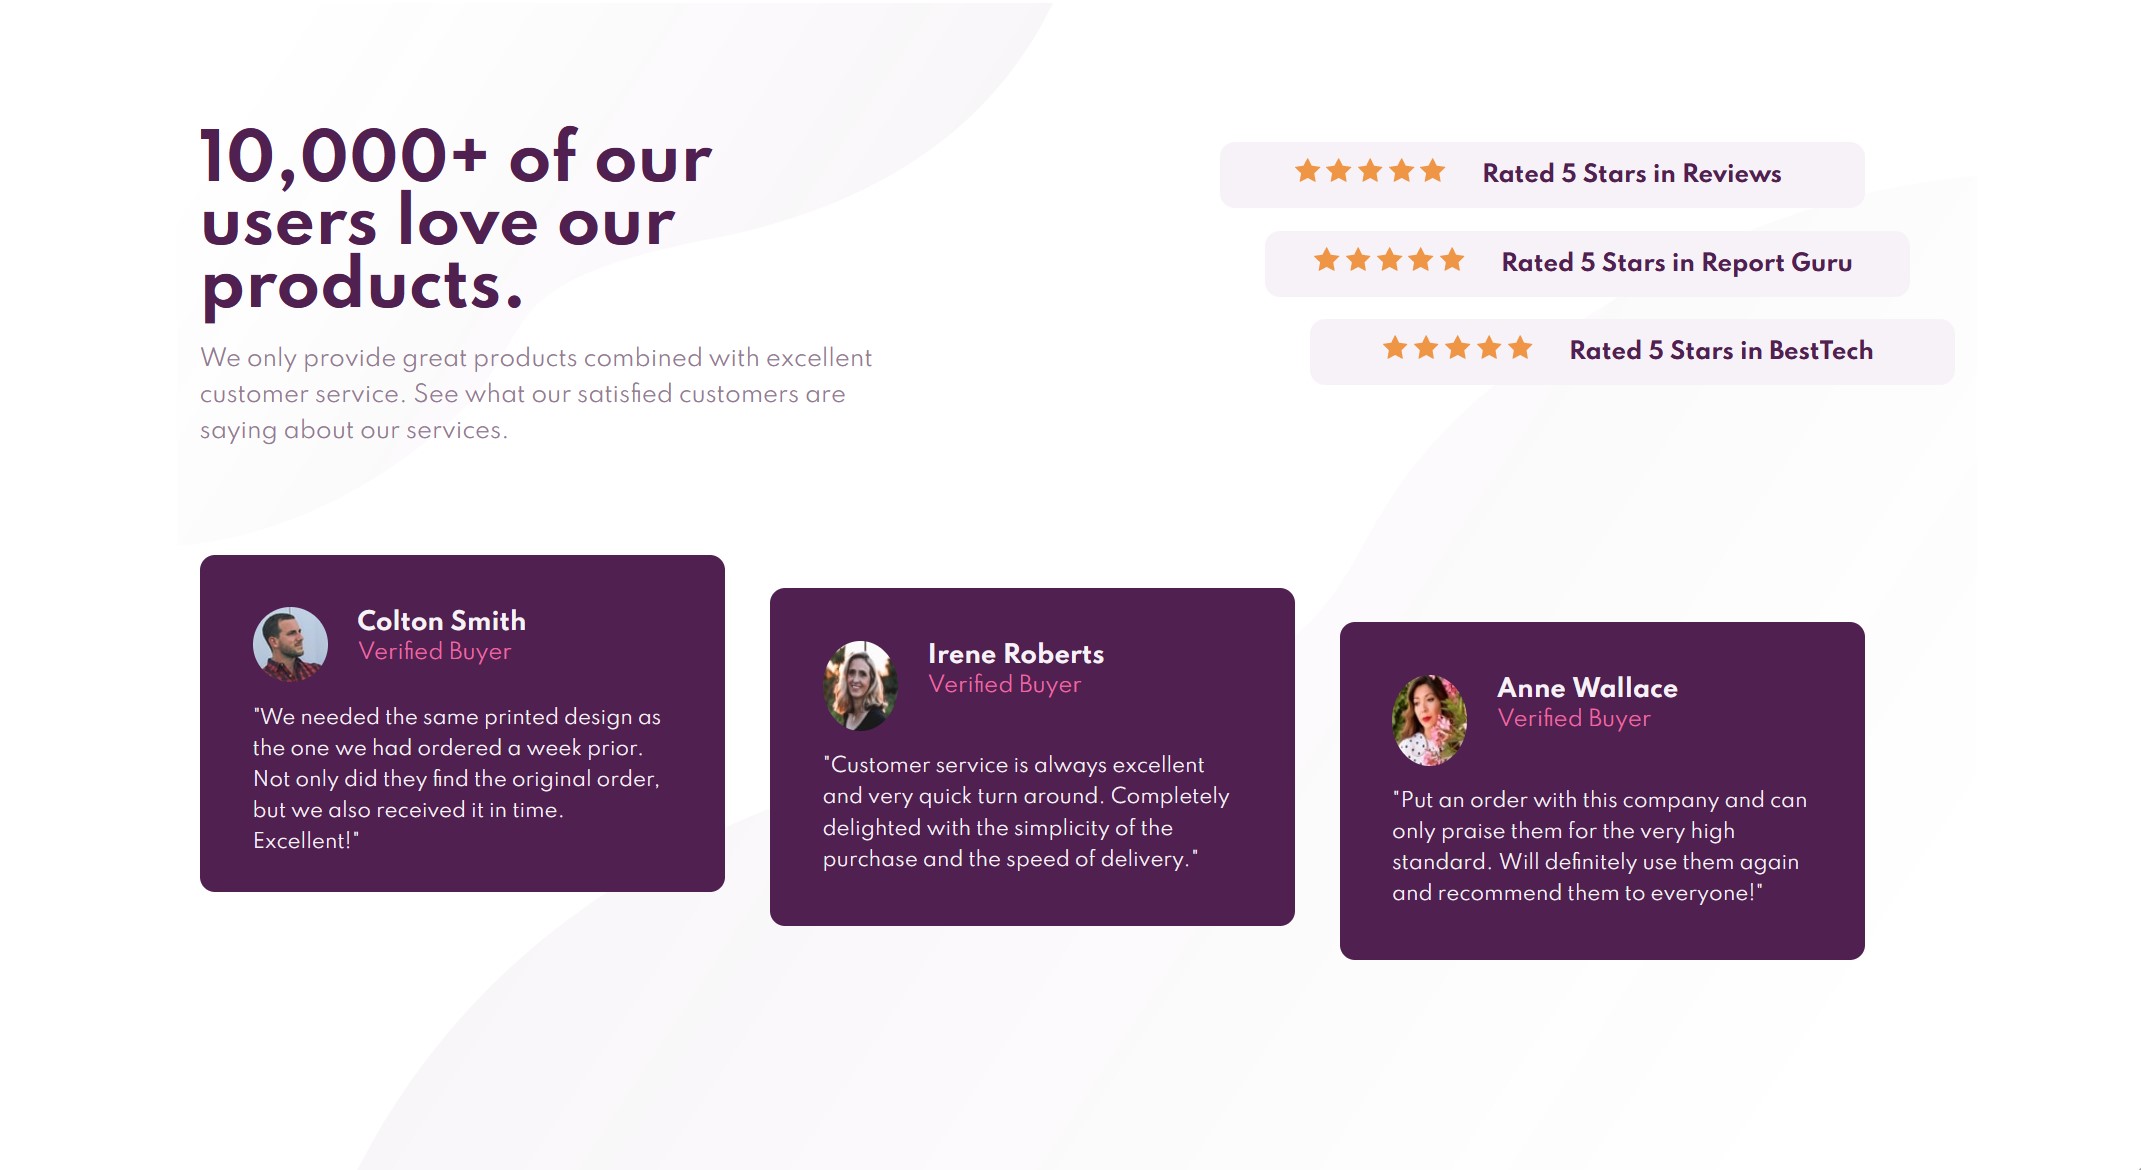 10,000+ of our
users love our
products.
We only provide great products combined with excellent
customer service. See what our satisfied customers are
saying about our services.
Rated 5 Stars in Reviews
Rated 5 Stars in Report Guru
Rated 5 Stars in BestTech
Colton Smith
Verified Buyer
"We needed the same printed design as
the one we had ordered a week prior.
Not only did they find the original order,
but we also received it in time.
Excellent!"
Irene Roberts
Verified Buyer
"Customer service is always excellent
and very quick turn around. Completely
delighted with the simplicity of the
purchase and the speed of delivery."
Anne Wallace
Verified Buyer
"Put an order with this company and can
only praise them for the very high
standard. Will definitely use them again
and recommend them to everyone!"